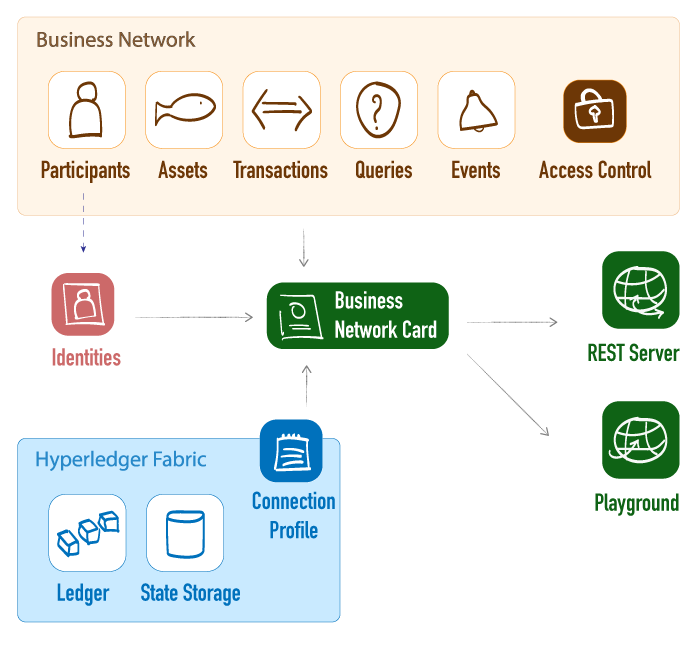 Business Network
Participants
Assets
Transactions
Queries
Events
Access Control
Identities
Business
Network Card
REST Server
Playground
Hyperledger Fabric
Connection
Profile
Ledger
State Storage